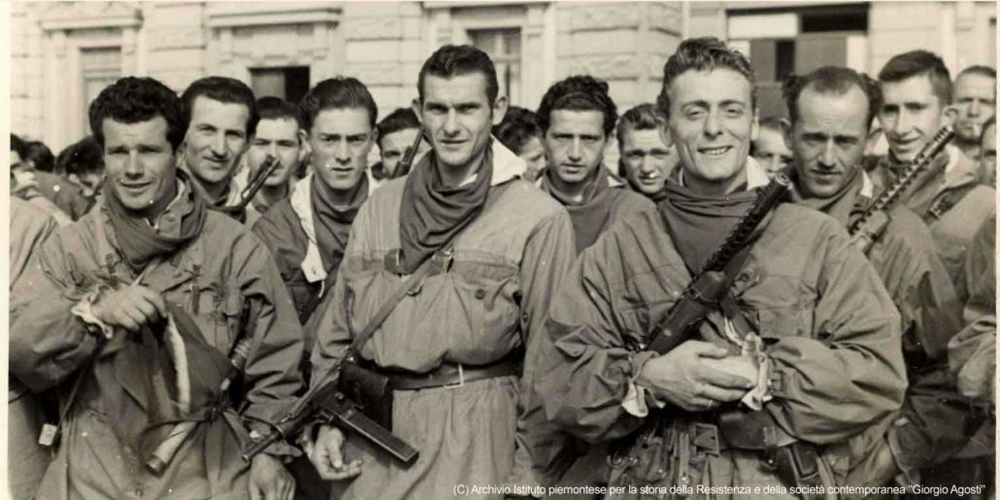 (C) Archivio Istituto piemontese per la storia della Resistenza e della società contemporanea "Giorgio Agosti"